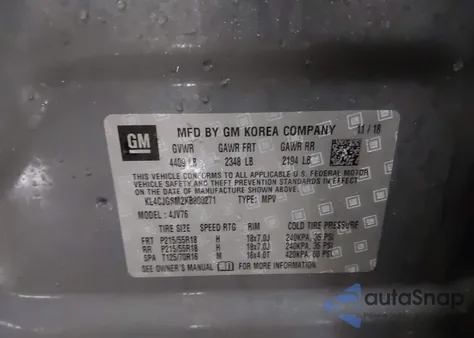 GM
MFD BY GM KOREA COMPANY 11/18
GVWR GAWR FRT GAWR RR
4409 LB 2348 LB 2194 LB
THIS VEHICLE CONFORMS TO ALL APPLICABLE U.S. FEDERAL MOTOR
VEHICLE SAFETY AND THEFT PREVENTION STANDARDS IN EFFECT ON
THE DATE OF MANUFACTURE SHOWN ABOVE.
TYPE: MPV
MODEL: 4JV76
TIRE SIZE SPEED RTG RIM COLD TIRE PRESSURE
FRT P215/55R18 H 18x7.0J 240KPA, 35 PSI
RR P215/55R18 H 18x7.0J 240KPA, 35 PSI
SPA T125/70R16 M 16x4.0T 420KPA, 60 PSI
SEE OWNER'S MANUAL FOR MORE INFORMATION.
autaSnap
Powered by